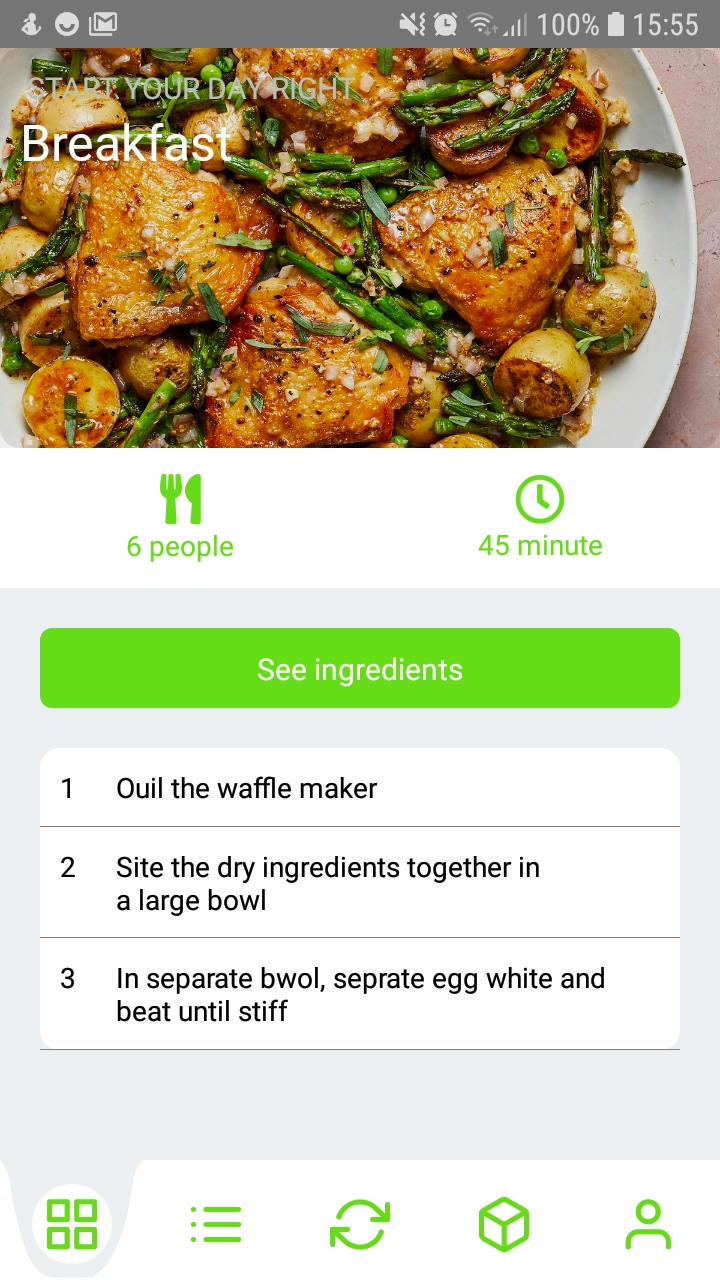 100% 15:55
START YOUR DAY RIGHT
Breakfast
6 people
45 minute
See ingredients
1 Ouil the waffle maker
2 Site the dry ingredients together in
a large bowl
3 In separate bwol, seprate egg white and
beat until stiff